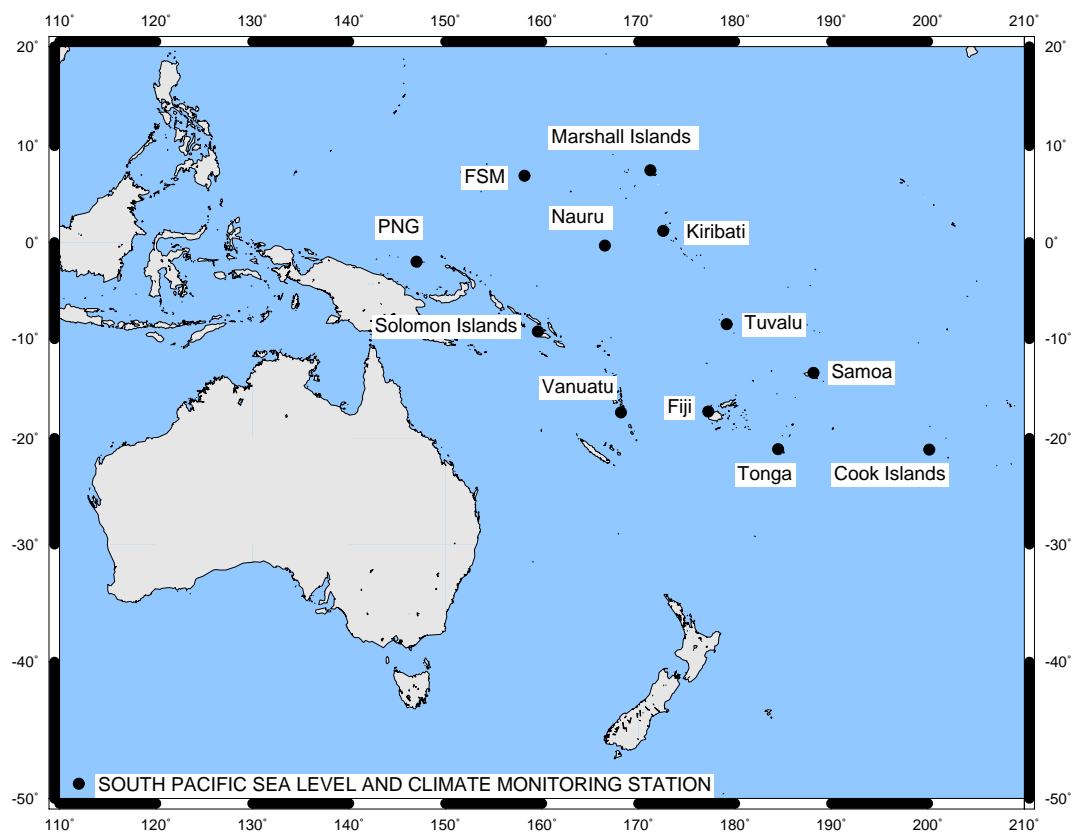 110˚ 120˚ 130˚ 140˚ 150˚ 160˚ 170˚ 180˚ 190˚ 200˚ 210˚
20˚ 20˚
Marshall Islands
10˚ 10˚
FSM
Nauru
PNG
Kiribati
0˚ 0˚
Solomon Islands
Tuvalu
-10˚ -10˚
Samoa
Vanuatu
Fiji
-20˚ -20˚
Tonga
Cook Islands
-30˚ -30˚
-40˚ -40˚
SOUTH PACIFIC SEA LEVEL AND CLIMATE MONITORING STATION
-50˚ -50˚
110˚ 120˚ 130˚ 140˚ 150˚ 160˚ 170˚ 180˚ 190˚ 200˚ 210˚